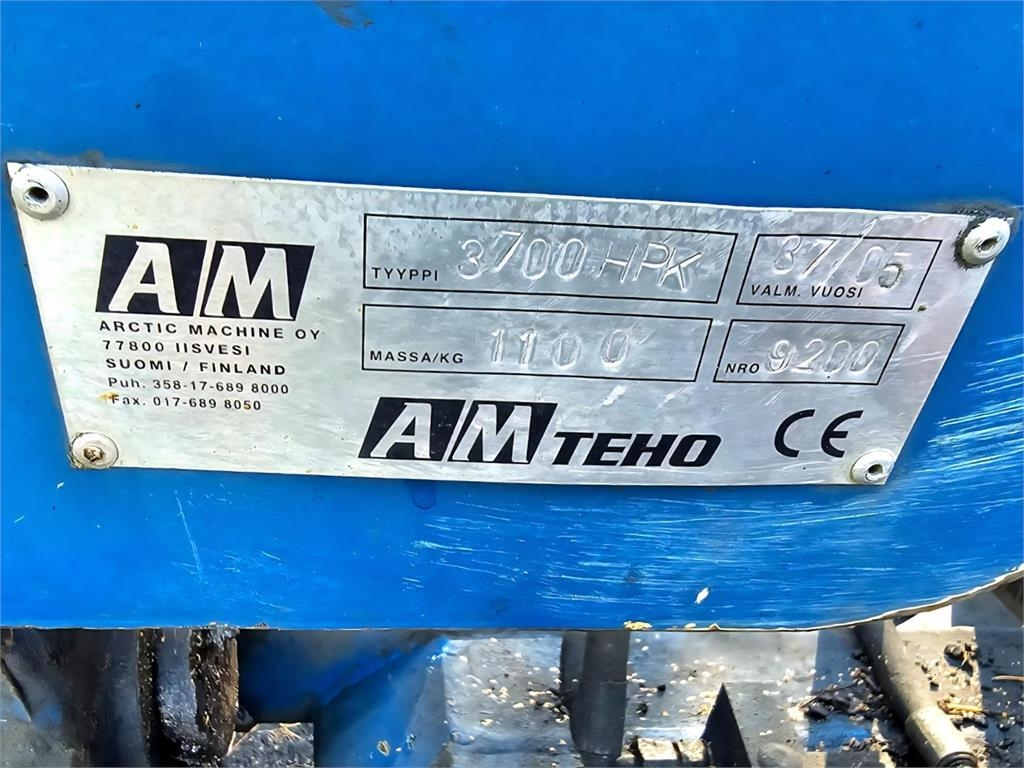 AM
ARCTIC MACHINE OY
77800 IISVESI
SUOMI / FINLAND
Puh. 358-17-689 8000
Fax. 017-689 8050
TYYPPI 3700 HPK
VALM. VUOSI 37/05
MASSA/KG 1100
NRO 9200
AM TEHO
CE